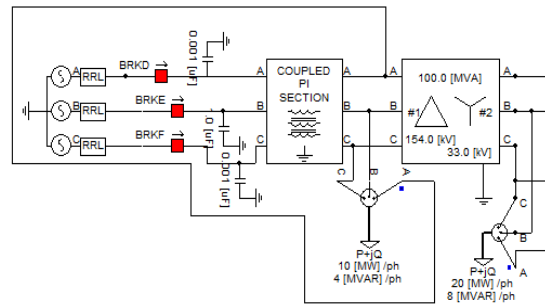 A
RRL
BRKD
0.001 [uF]
A
B
RRL
BRKE
.0 [uF]
B
C
RRL
BRKF
0.001 [uF]
C
COUPLED
PI
SECTION
A
B
C
A
B
C
100.0 [MVA]
#1
#2
154.0 [kV]
33.0 [kV]
A
B
C
C
B
A
P+jQ
10 [MW] /ph
4 [MVAR] /ph
C
B
A
P+jQ
20 [MW] /ph
8 [MVAR] /ph